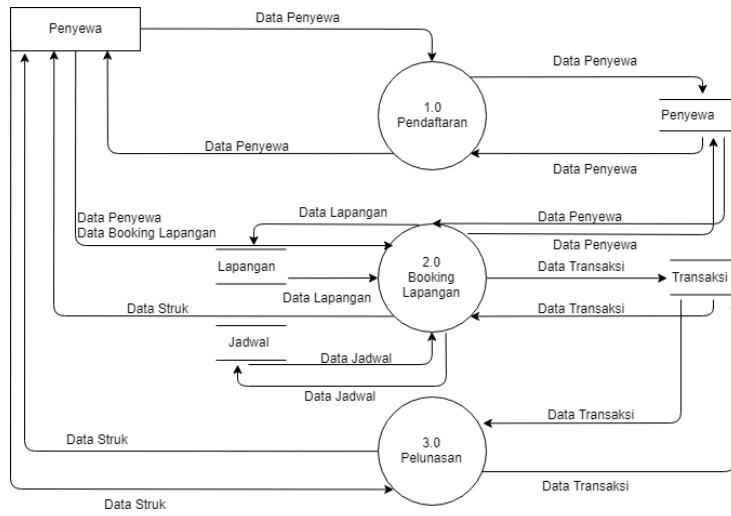 Data Penyewa
Penyewa
Data Penyewa
1.0
Pendaftaran
Penyewa
Data Penyewa
Data Penyewa
Data Penyewa
Data Booking Lapangan
Data Lapangan
Data Penyewa
Data Penyewa
2.0
Booking
Lapangan
Lapangan
Data Transaksi
Transaksi
Data Lapangan
Data Struk
Data Transaksi
Jadwal
Data Jadwal
Data Jadwal
3.0
Pelunasan
Data Transaksi
Data Struk
Data Transaksi
Data Struk